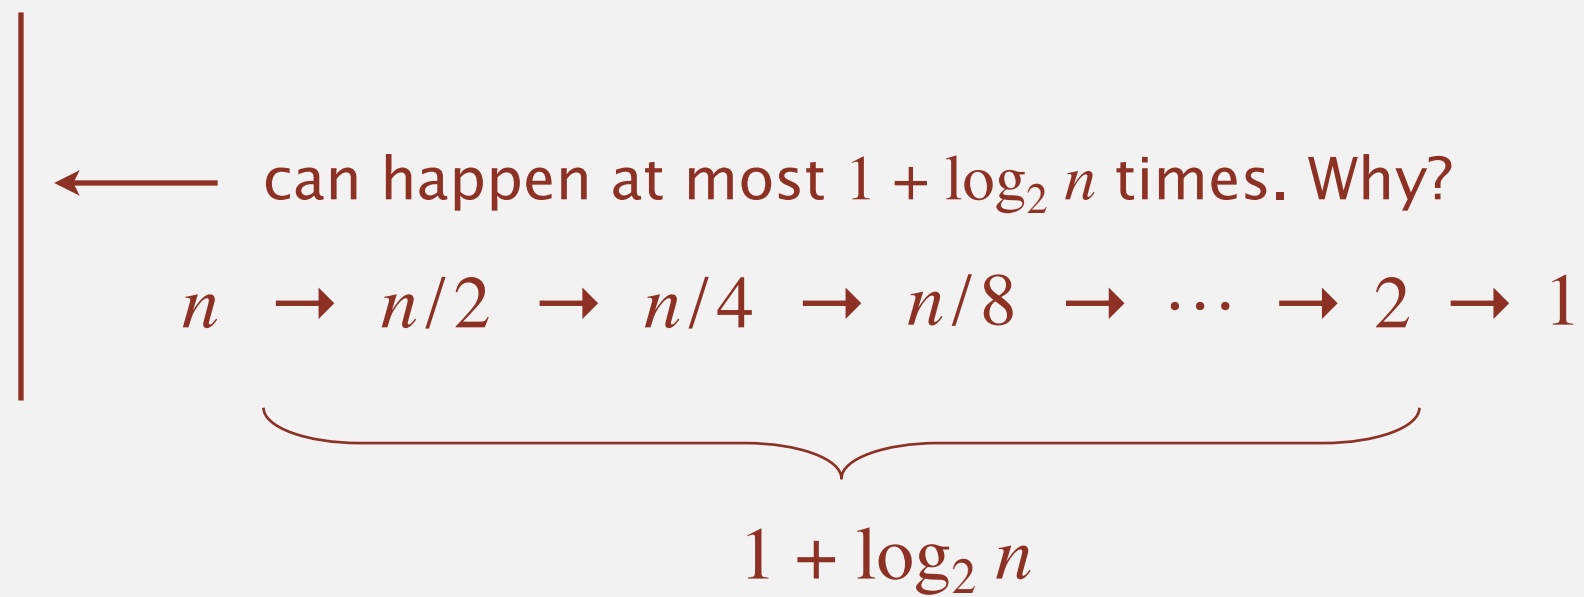 can happen at most 1 + log₂ n times. Why?
n → n/2 → n/4 → n/8 → ⋯ → 2 → 1
1 + log₂ n